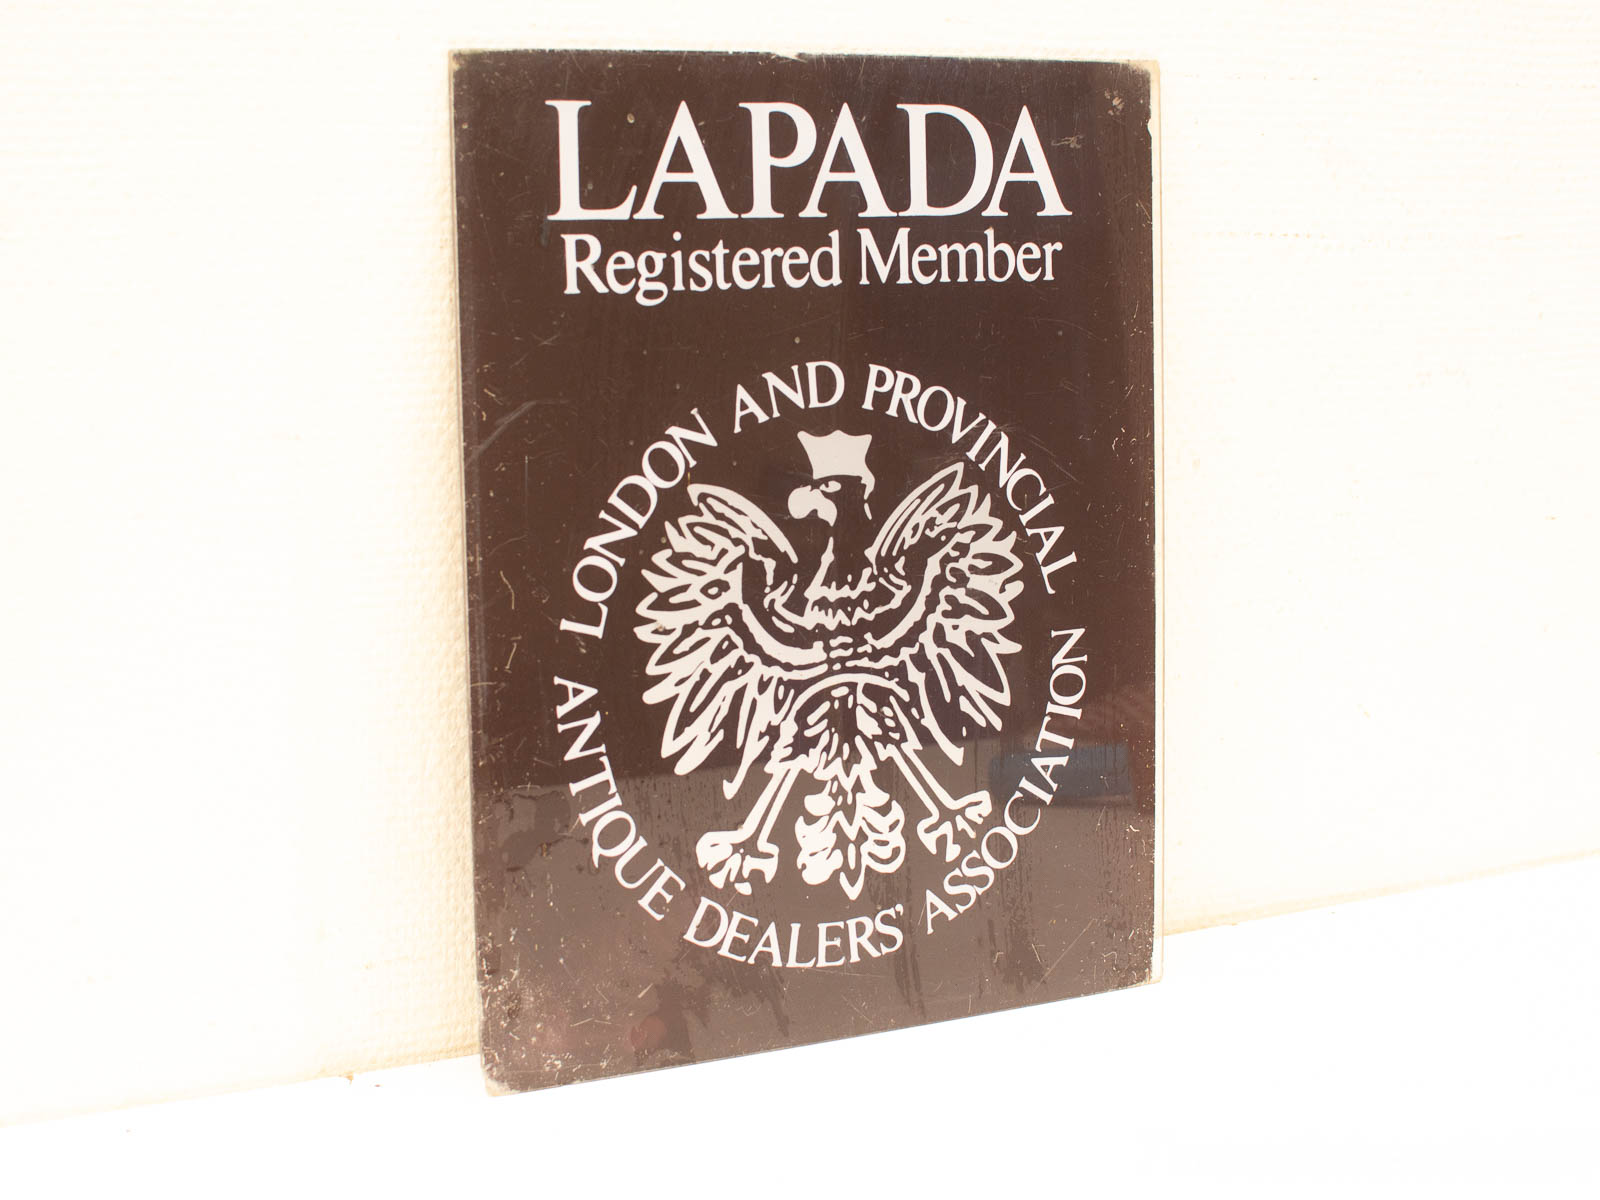 LAPADA
Registered Member
LONDON AND PROVINCIAL
ANTIQUE DEALERS' ASSOCIATION